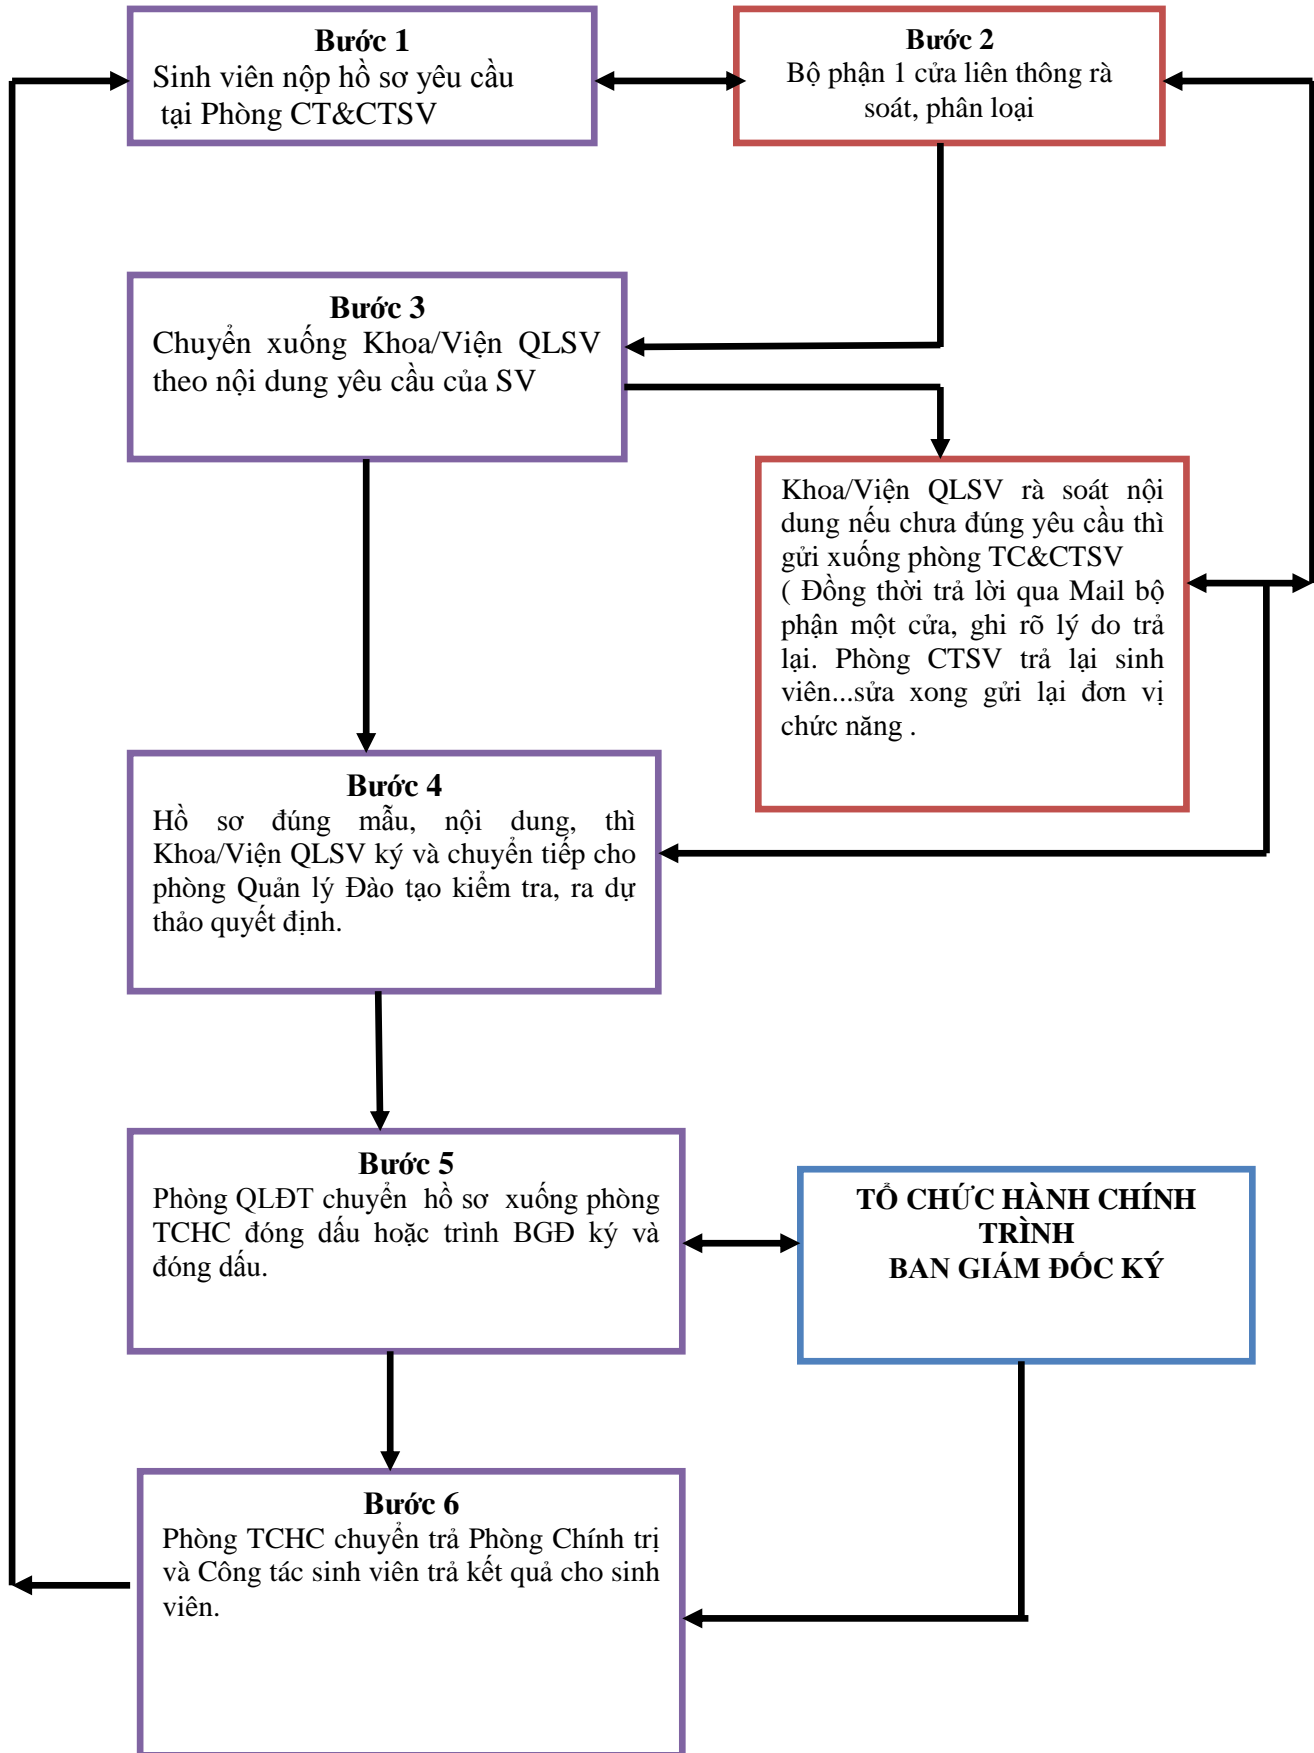 Bước 1
Sinh viên nộp hồ sơ yêu cầu
tại Phòng CT&CTSV
Bước 2
Bộ phận 1 cửa liên thông rà
soát, phân loại
Bước 3
Chuyển xuống Khoa/Viện QLSV
theo nội dung yêu cầu của SV
Khoa/Viện QLSV rà soát nội
dung nếu chưa đúng yêu cầu thì
gửi xuống phòng TC&CTSV
( Đồng thời trả lời qua Mail bộ
phận một cửa, ghi rõ lý do trả
lại. Phòng CTSV trả lại sinh
viên...sửa xong gửi lại đơn vị
chức năng .
Bước 4
Hồ sơ đúng mẫu, nội dung, thì
Khoa/Viện QLSV ký và chuyển tiếp cho
phòng Quản lý Đào tạo kiểm tra, ra dự
thảo quyết định.
Bước 5
Phòng QLĐT chuyển hồ sơ xuống phòng
TCHC đóng dấu hoặc trình BGĐ ký và
đóng dấu.
TỔ CHỨC HÀNH CHÍNH
TRÌNH
BAN GIÁM ĐỐC KÝ
Bước 6
Phòng TCHC chuyển trả Phòng Chính trị
và Công tác sinh viên trả kết quả cho sinh
viên.